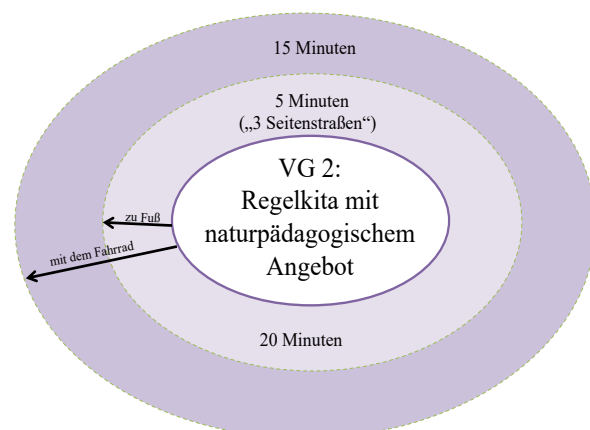 15 Minuten
5 Minuten
(„3 Seitenstraßen“)
VG 2:
Regelkita mit
naturpädagogischem
Angebot
zu Fuß
mit dem Fahrrad
20 Minuten